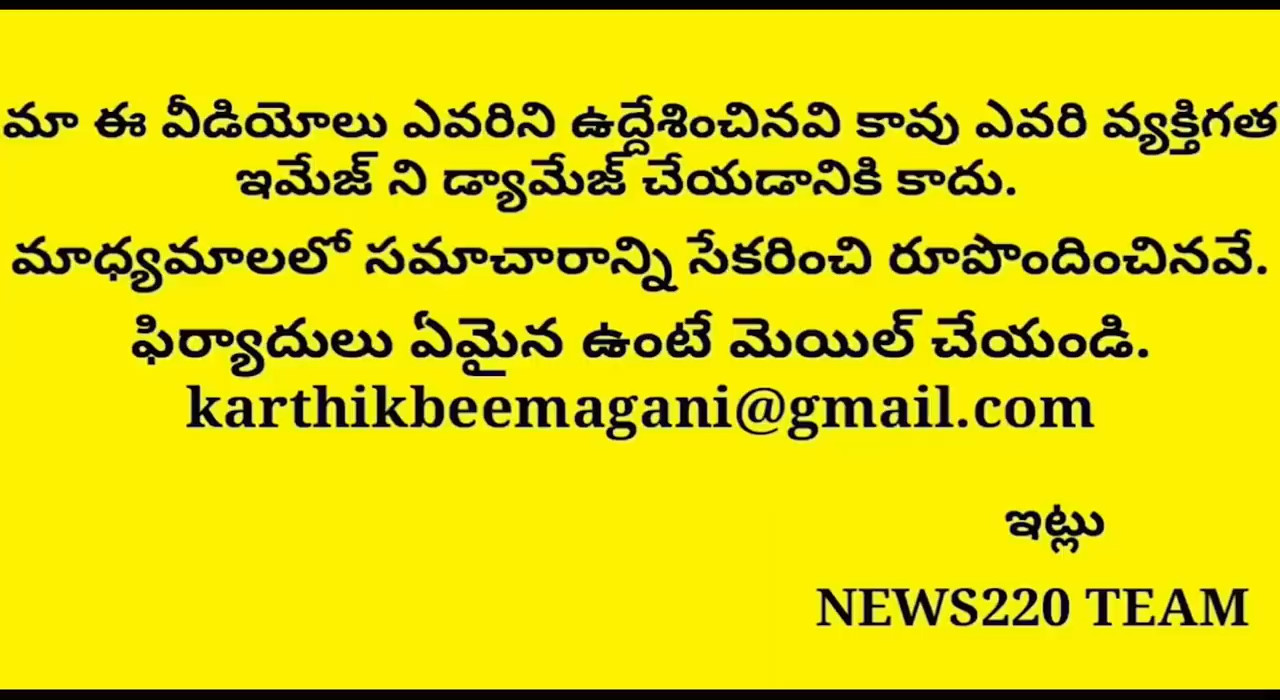 మా ఈ వీడియోలు ఎవరిని ఉద్దేశించినవి కావు ఎవరి వ్యక్తిగత
ఇమేజ్ ని డ్యామేజ్ చేయడానికి కాదు.
మాధ్యమాలలో సమాచారాన్ని సేకరించి రూపొందించినవే.
ఫిర్యాదులు ఏమైన ఉంటే మెయిల్ చేయండి.
karthikbeemagani@gmail.com
ఇట్లు
NEWS220 TEAM